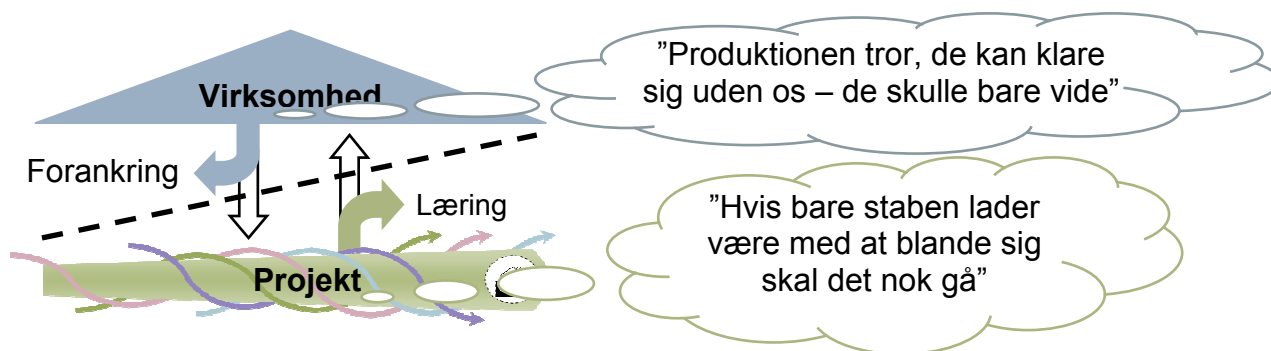 Virksomhed
”Produktionen tror, de kan klare
sig uden os – de skulle bare vide”
Forankring
Læring
Projekt
”Hvis bare staben lader
være med at blande sig
skal det nok gå”